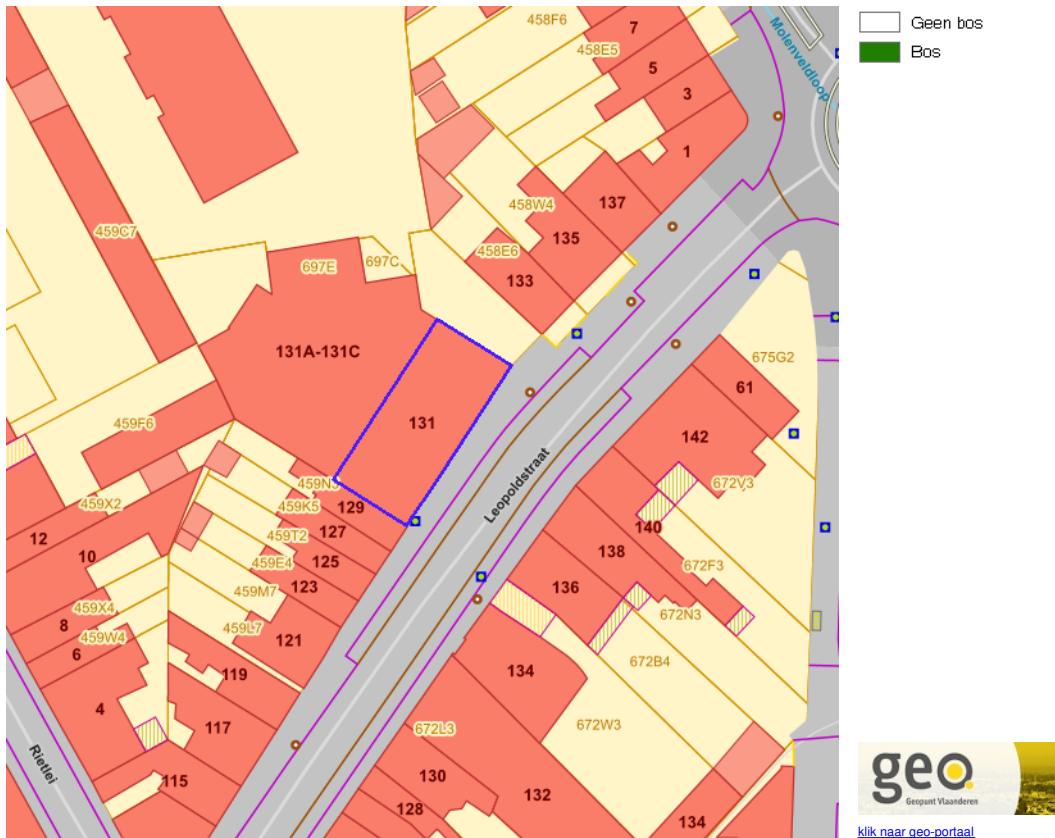 458F6
7
Molenveldloop
458E5
5
3
1
458W4
137
135
459C7
458E6
697E
697C
133
131A-131C
675G2
61
131
142
459F6
Leopoldstraat
672V3
459N3
129
459K5
459X2
12
127
459T2
140
10
125
138
459E4
672F3
123
136
459M7
459X4
672N3
8
459L7
459W4
121
672B4
6
134
119
4
117
672L3
672W3
Rietlei
115
130
132
128
134
Geen bos
Bos
geo.
Geopunt Vlaanderen
klik naar geo-portaal